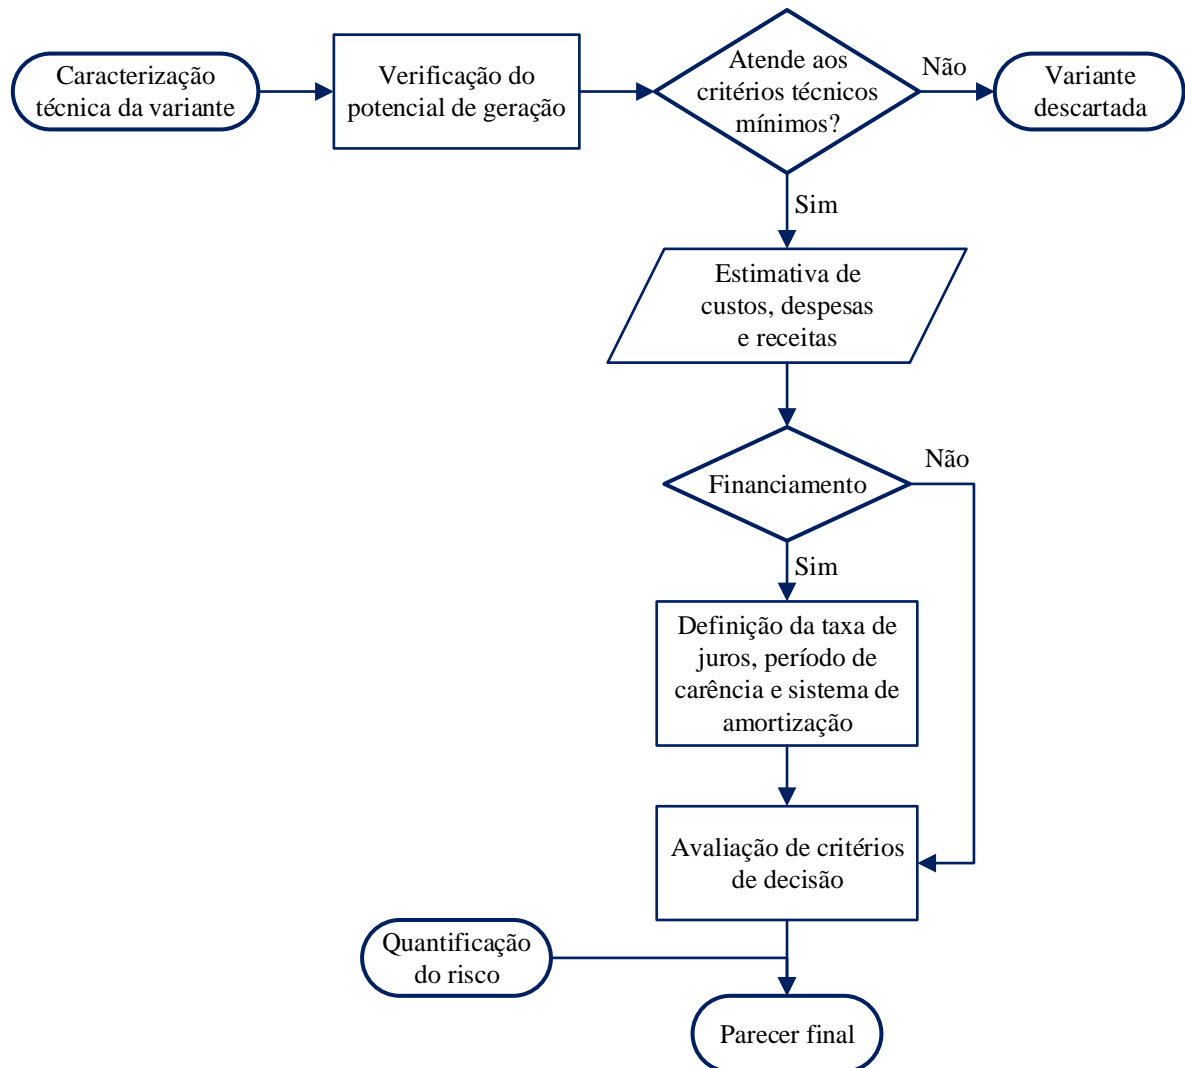 Caracterização
técnica da variante
Verificação do
potencial de geração
Atende aos
critérios técnicos
mínimos?
Não
Variante
descartada
Sim
Estimativa de
custos, despesas
e receitas
Financiamento
Não
Sim
Definição da taxa de
juros, período de
carência e sistema de
amortização
Avaliação de critérios
de decisão
Quantificação
do risco
Parecer final